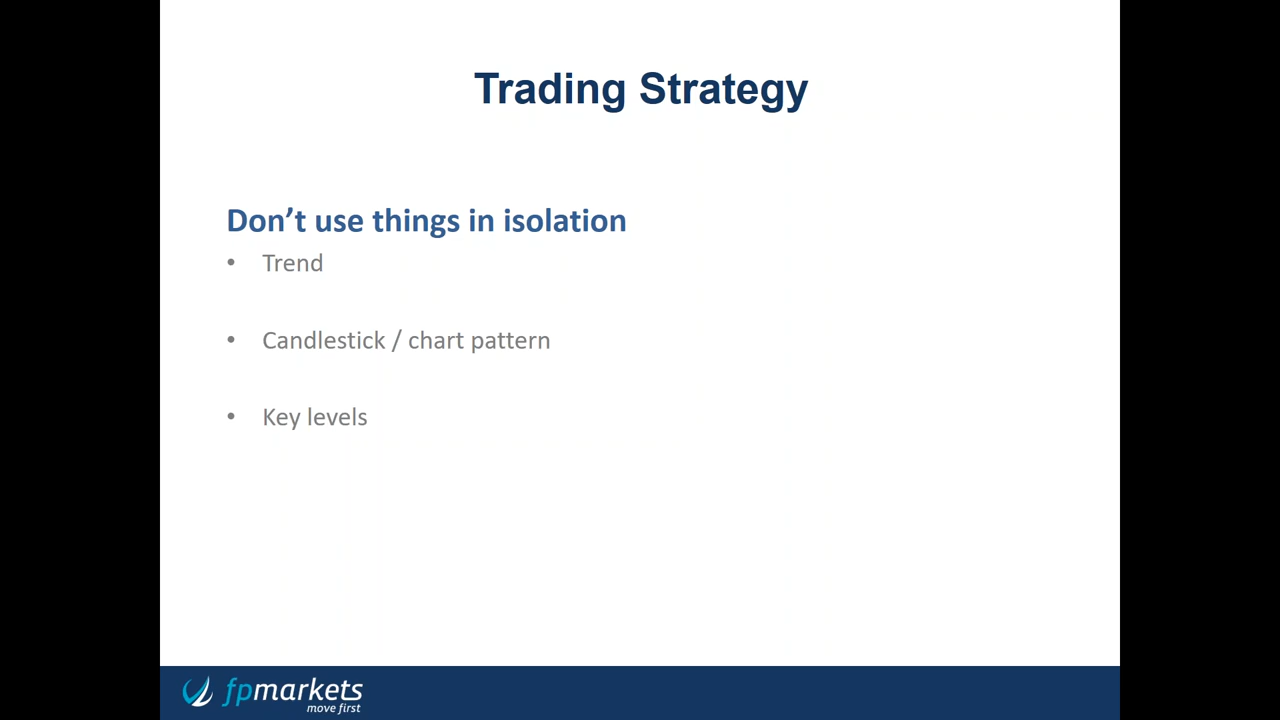 Trading Strategy
Don’t use things in isolation
• Trend
• Candlestick / chart pattern
• Key levels
fpmarkets
move first